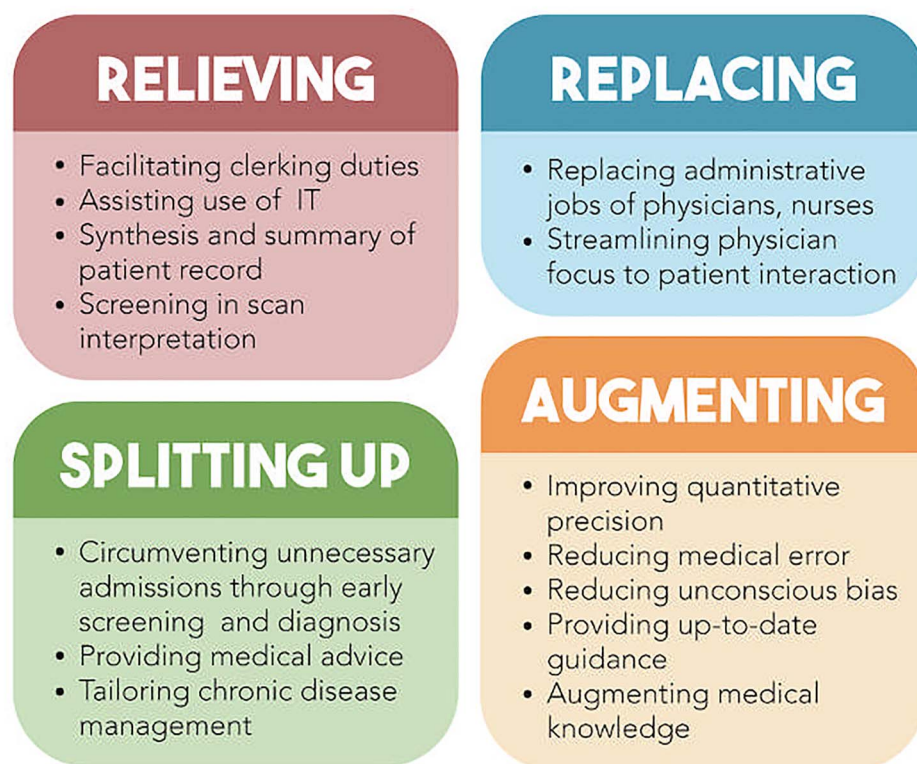 RELIEVING
• Facilitating clerking duties
• Assisting use of IT
• Synthesis and summary of
patient record
• Screening in scan
interpretation
REPLACING
• Replacing administrative
jobs of physicians, nurses
• Streamlining physician
focus to patient interaction
SPLITTING UP
• Circumventing unnecessary
admissions through early
screening and diagnosis
• Providing medical advice
• Tailoring chronic disease
management
AUGMENTING
• Improving quantitative
precision
• Reducing medical error
• Reducing unconscious bias
• Providing up-to-date
guidance
• Augmenting medical
knowledge